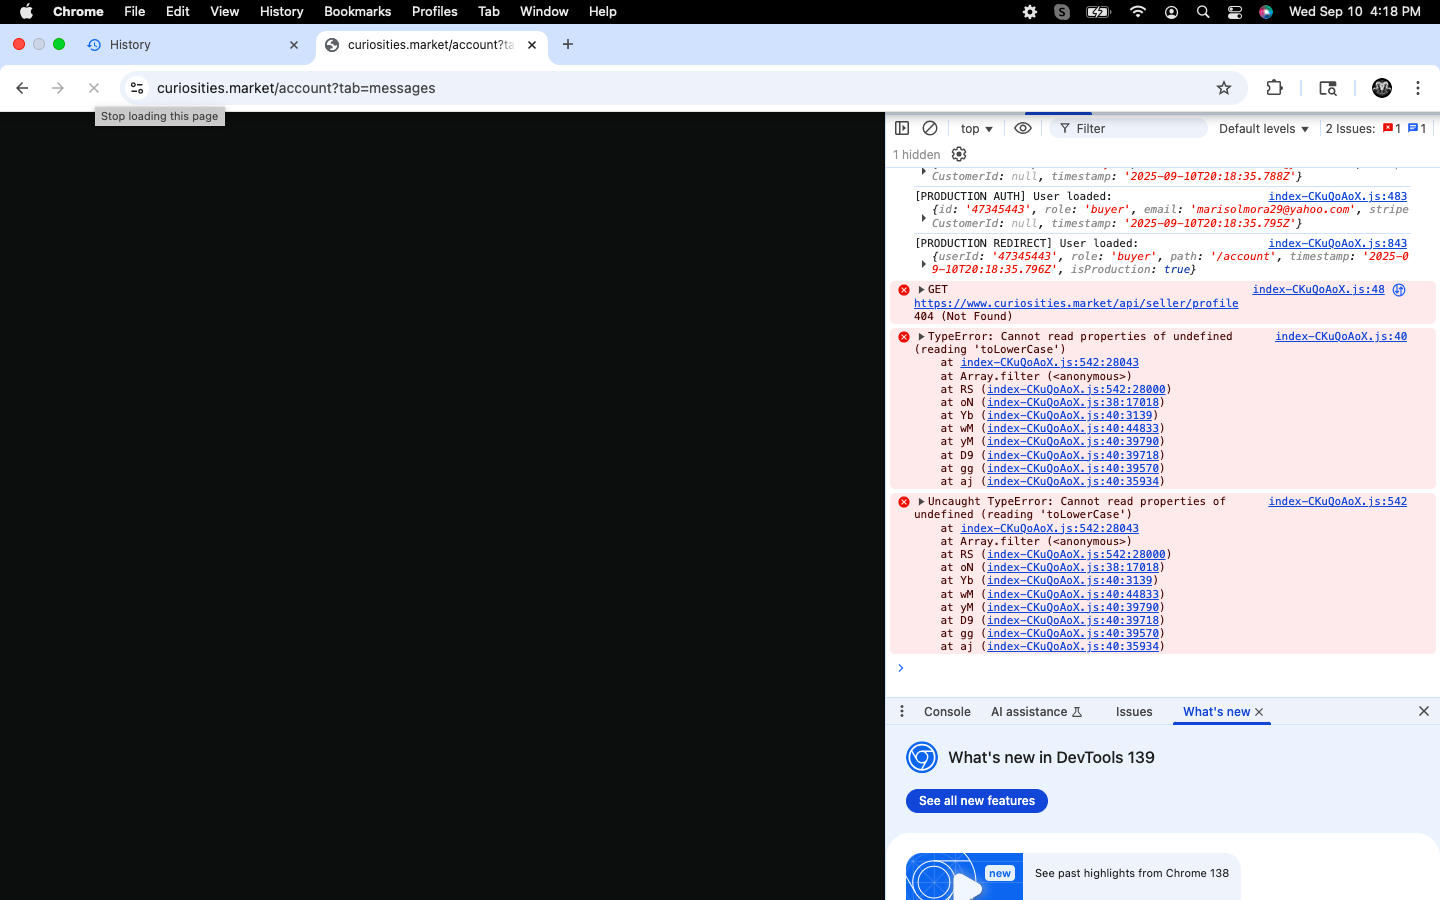 Chrome File Edit View History Bookmarks Profiles Tab Window Help Wed Sep 10 4:18 PM
History curiosities.market/account?ta
curiosities.market/account?tab=messages
Stop loading this page
top Filter Default levels 2 Issues: 1 1
1 hidden
CustomerId: null, timestamp: '2025-09-10T20:18:35.788Z'}
[PRODUCTION AUTH] User loaded: index-CKuQoAoX.js:483
{id: '47345443', role: 'buyer', email: 'marisolmora29@yahoo.com', stripe
CustomerId: null, timestamp: '2025-09-10T20:18:35.795Z'}
[PRODUCTION REDIRECT] User loaded: index-CKuQoAoX.js:843
{userId: '47345443', role: 'buyer', path: '/account', timestamp: '2025-0
9-10T20:18:35.796Z', isProduction: true}
GET index-CKuQoAoX.js:48
https://www.curiosities.market/api/seller/profile
404 (Not Found)
TypeError: Cannot read properties of undefined index-CKuQoAoX.js:40
(reading 'toLowerCase')
at index-CKuQoAoX.js:542:28043
at Array.filter (<anonymous>)
at RS (index-CKuQoAoX.js:542:28000)
at oN (index-CKuQoAoX.js:38:17018)
at Yb (index-CKuQoAoX.js:40:3139)
at wM (index-CKuQoAoX.js:40:44833)
at yM (index-CKuQoAoX.js:40:39790)
at D9 (index-CKuQoAoX.js:40:39718)
at gg (index-CKuQoAoX.js:40:39570)
at aj (index-CKuQoAoX.js:40:35934)
Uncaught TypeError: Cannot read properties of index-CKuQoAoX.js:542
undefined (reading 'toLowerCase')
at index-CKuQoAoX.js:542:28043
at Array.filter (<anonymous>)
at RS (index-CKuQoAoX.js:542:28000)
at oN (index-CKuQoAoX.js:38:17018)
at Yb (index-CKuQoAoX.js:40:3139)
at wM (index-CKuQoAoX.js:40:44833)
at yM (index-CKuQoAoX.js:40:39790)
at D9 (index-CKuQoAoX.js:40:39718)
at gg (index-CKuQoAoX.js:40:39570)
at aj (index-CKuQoAoX.js:40:35934)
Console AI assistance Issues What's new
What's new in DevTools 139
See all new features
new See past highlights from Chrome 138